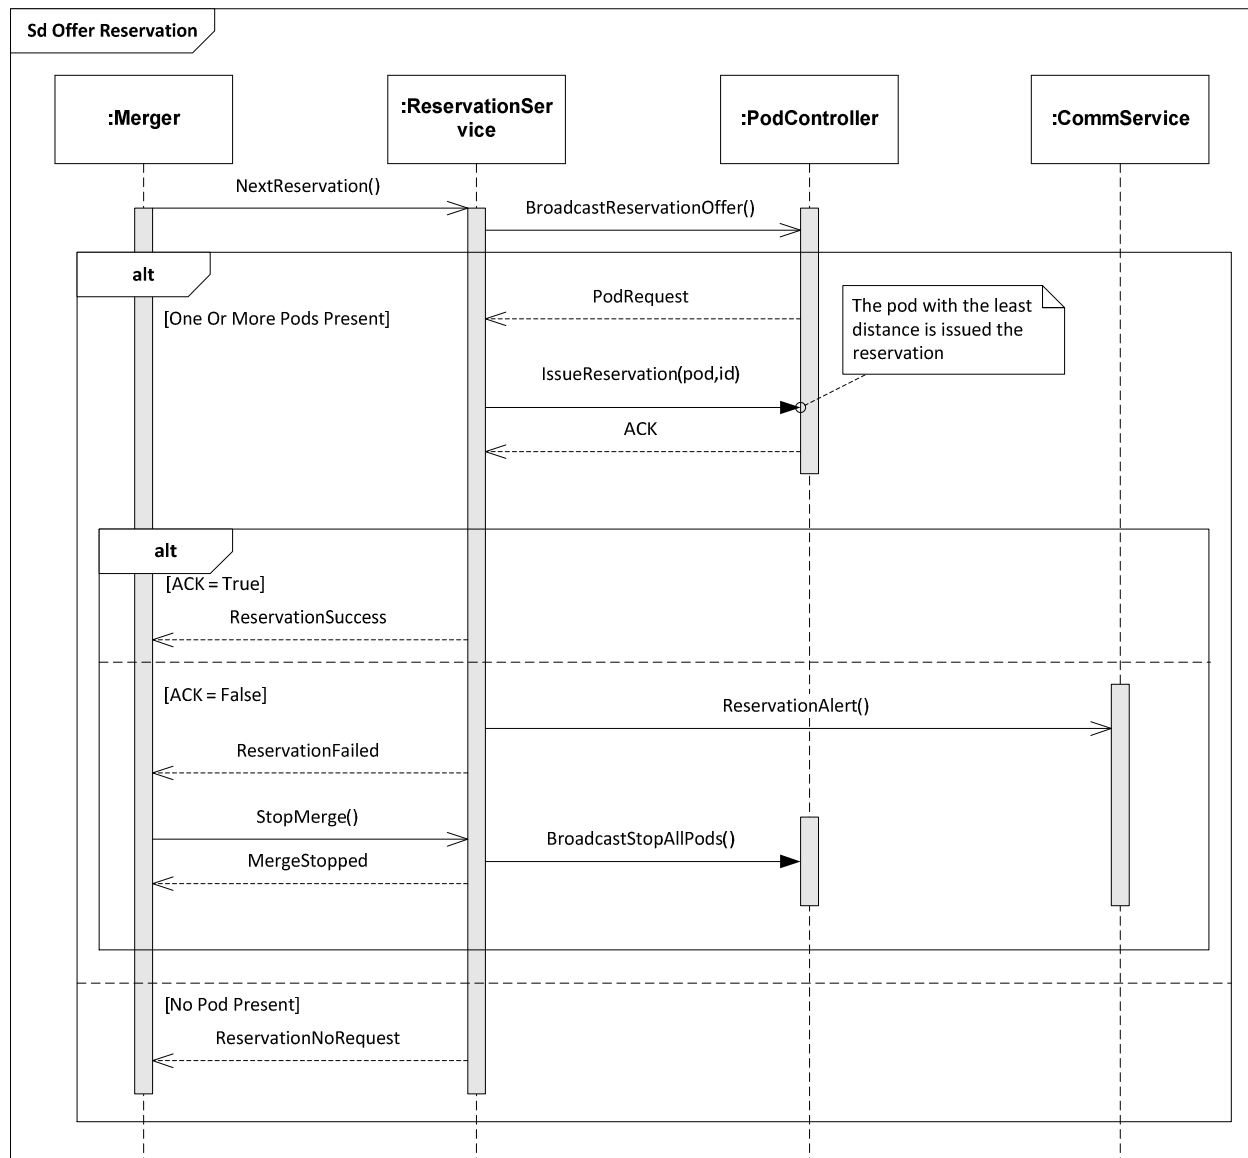 Sd Offer Reservation
:Merger
:ReservationSer
vice
:PodController
:CommService
NextReservation()
BroadcastReservationOffer()
alt
[One Or More Pods Present]
PodRequest
The pod with the least
distance is issued the
reservation
IssueReservation(pod,id)
ACK
alt
[ACK = True]
ReservationSuccess
[ACK = False]
ReservationAlert()
ReservationFailed
StopMerge()
BroadcastStopAllPods()
MergeStopped
[No Pod Present]
ReservationNoRequest